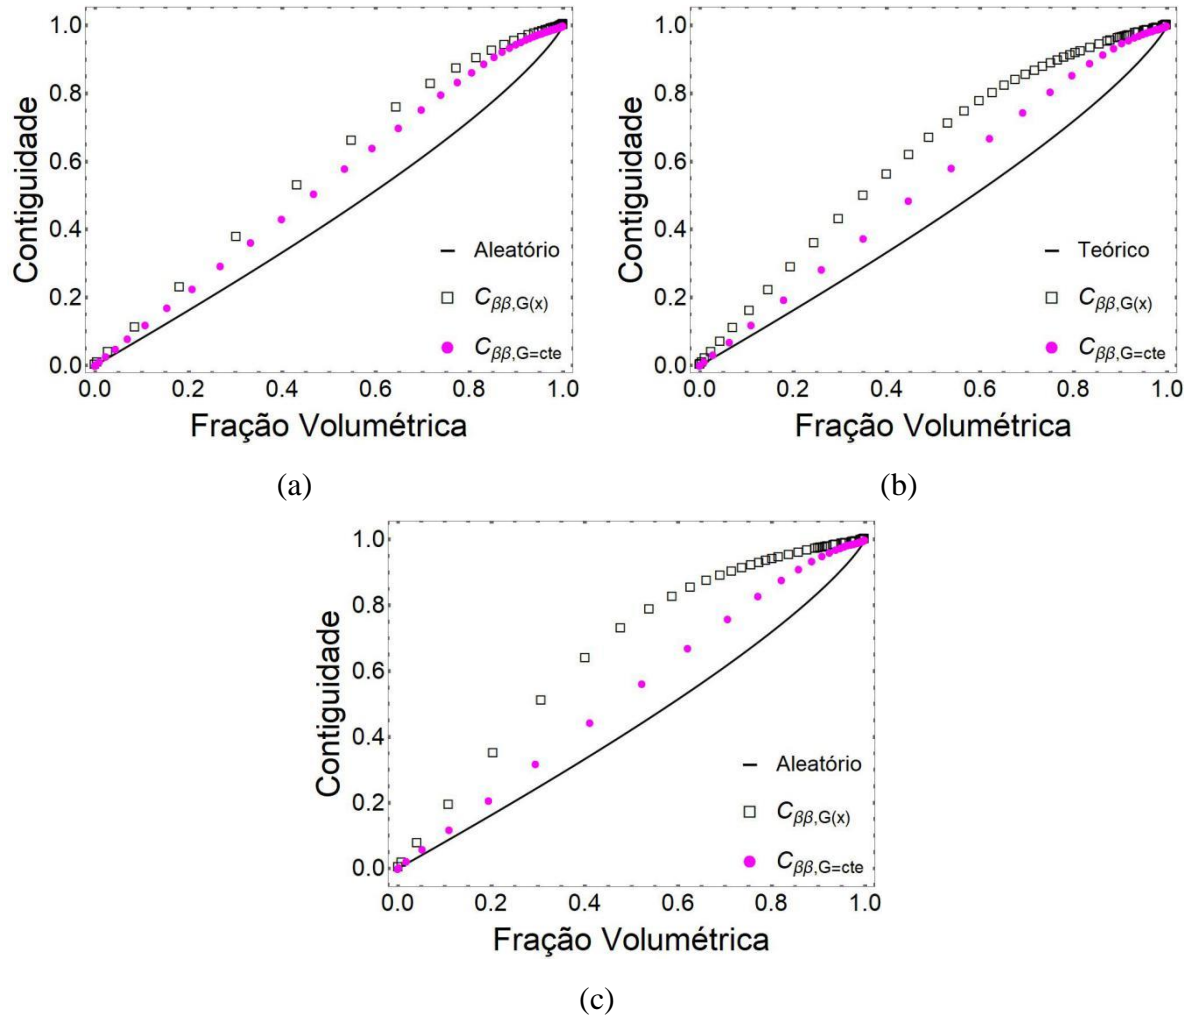 Contiguidade
1.0
0.8
0.6
0.4
0.2
0.0
— Aleatório
□ Cββ,G(x)
● Cββ,G=cte
0.0 0.2 0.4 0.6 0.8 1.0
Fração Volumétrica
(a)
Contiguidade
1.0
0.8
0.6
0.4
0.2
0.0
— Teórico
□ Cββ,G(x)
● Cββ,G=cte
0.0 0.2 0.4 0.6 0.8 1.0
Fração Volumétrica
(b)
Contiguidade
1.0
0.8
0.6
0.4
0.2
0.0
— Aleatório
□ Cββ,G(x)
● Cββ,G=cte
0.0 0.2 0.4 0.6 0.8 1.0
Fração Volumétrica
(c)